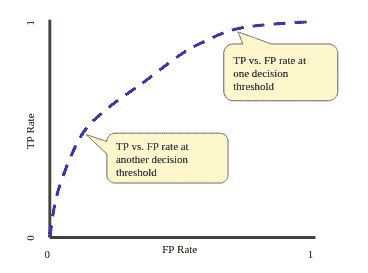 1
TP vs. FP rate at
one decision
threshold
TP Rate
TP vs. FP rate at
another decision
threshold
0
0
FP Rate
1